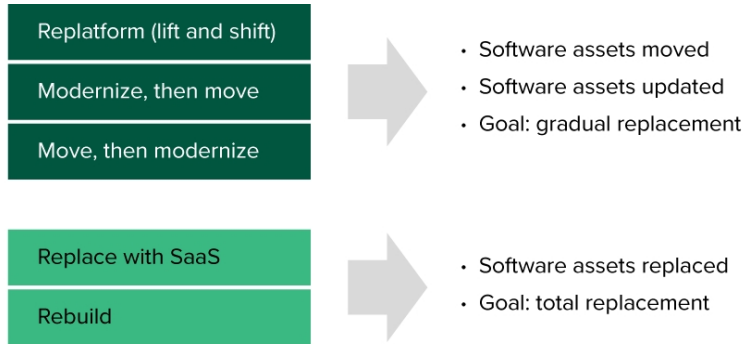 Replatform (lift and shift)
Modernize, then move
Move, then modernize
• Software assets moved
• Software assets updated
• Goal: gradual replacement
Replace with SaaS
Rebuild
• Software assets replaced
• Goal: total replacement